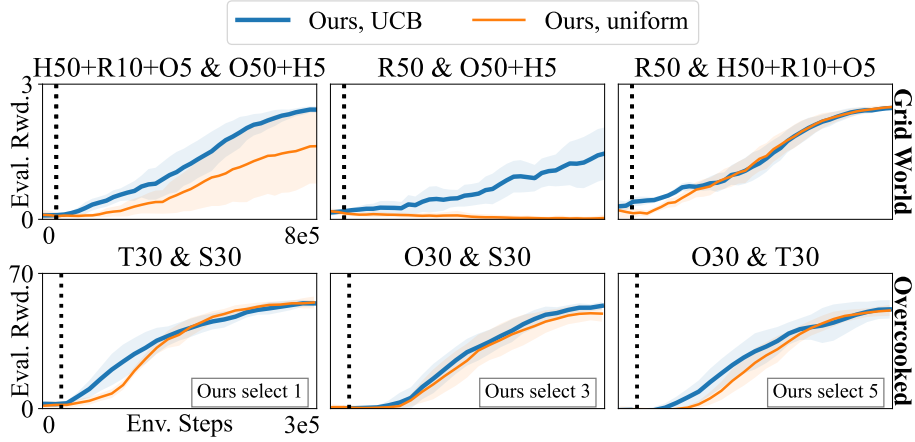 Ours, UCB
Ours, uniform
H50+R10+O5 & O50+H5
R50 & O50+H5
R50 & H50+R10+O5
3
Eval. Rwd.
0
0
8e5
Grid World
T30 & S30
O30 & S30
O30 & T30
70
Eval. Rwd.
0
Ours select 1
Ours select 3
Ours select 5
0
Env. Steps
3e5
Overcooked